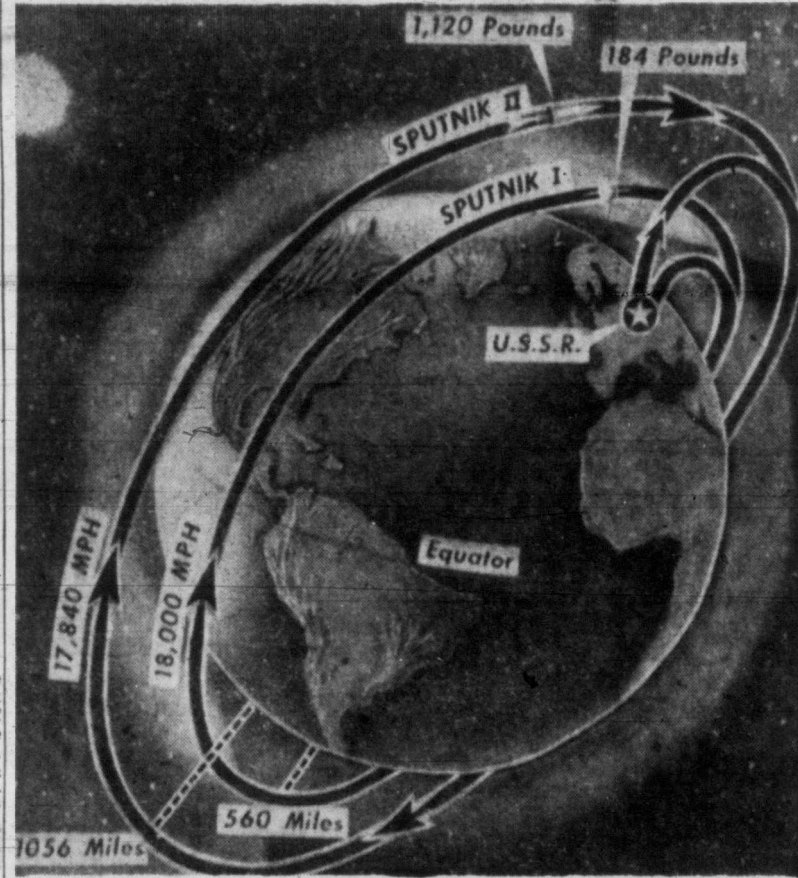 1,120 Pounds
184 Pounds
SPUTNIK II
SPUTNIK I
U.S.S.R.
Equator
17,840 MPH
18,000 MPH
560 Miles
1056 Miles